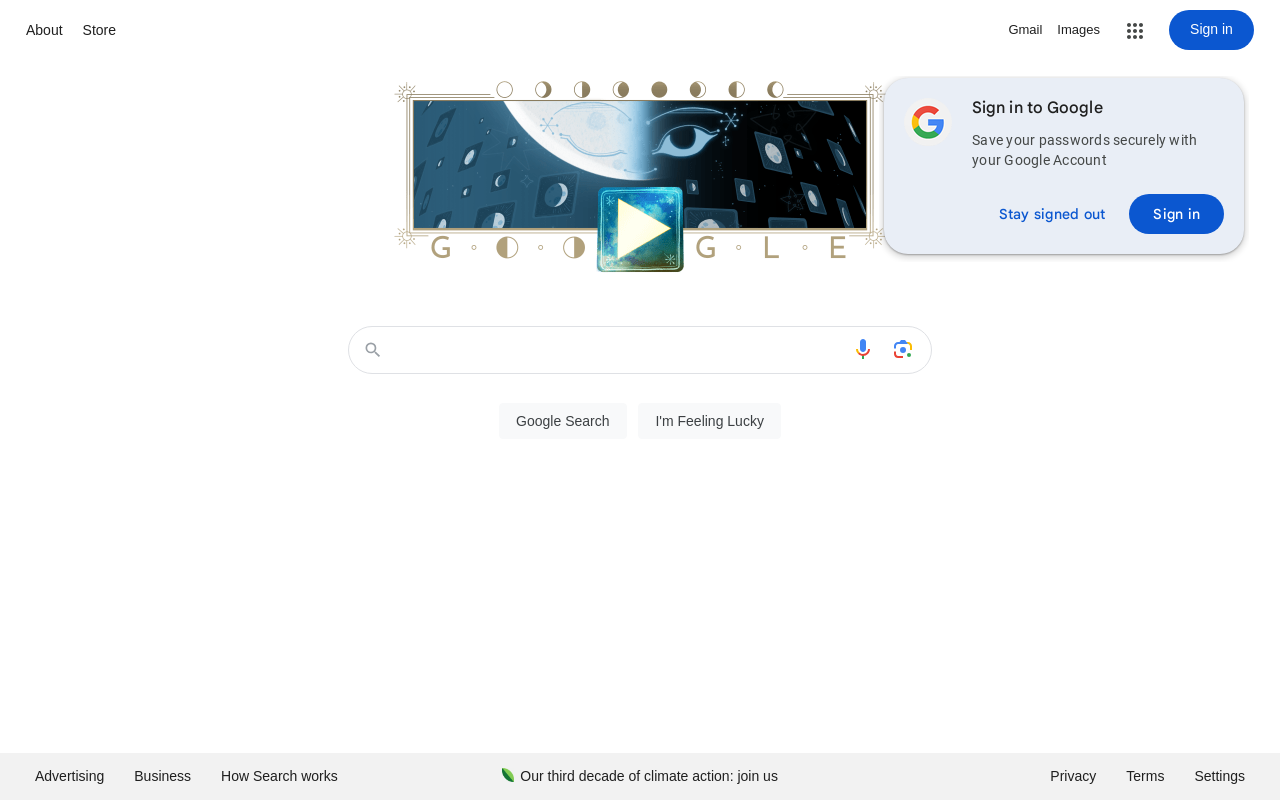 About Store
Gmail Images
Sign in
Sign in to Google
Save your passwords securely with
your Google Account
Stay signed out
Sign in
G G L E
Google Search
I'm Feeling Lucky
Advertising Business How Search works
Our third decade of climate action: join us
Privacy Terms Settings